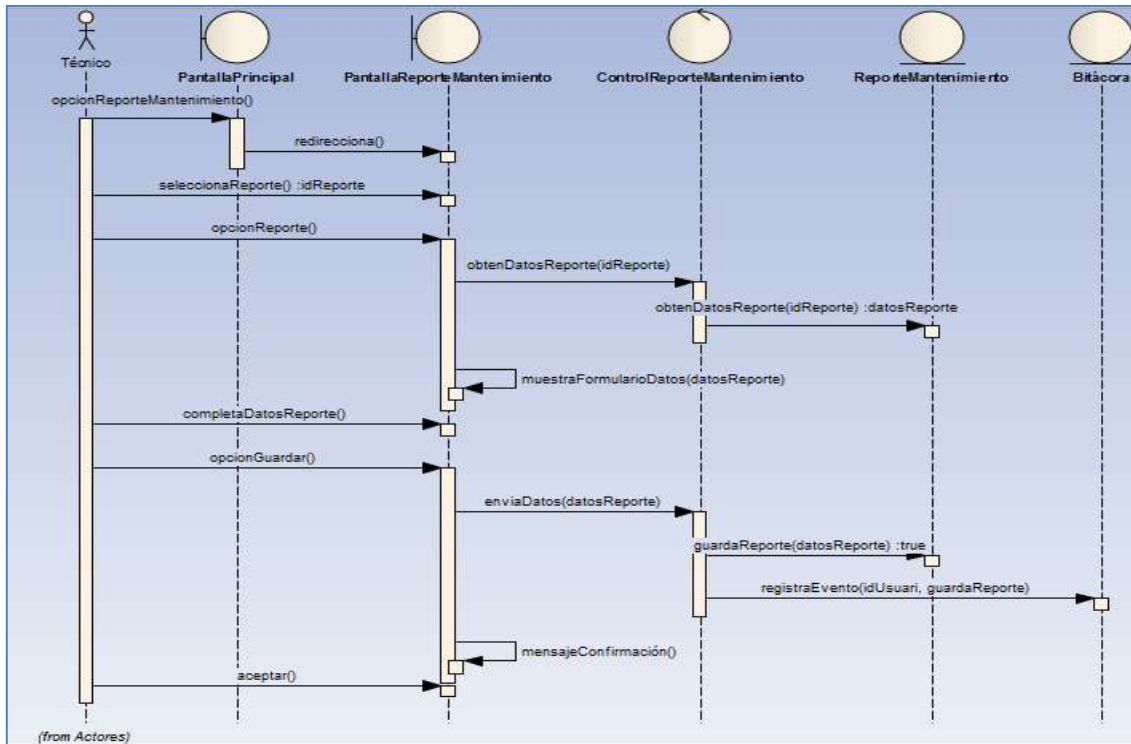 Técnico
PantallaPrincipal
PantallaReporteMantenimiento
ControlReporteMantenimiento
ReporteMantenimiento
Bitácora
opcionReporteMantenimiento()
redirecciona()
seleccionaReporte() :idReporte
opcionReporte()
obtenDatosReporte(idReporte)
obtenDatosReporte(idReporte) :datosReporte
muestraFormularioDatos(datosReporte)
completaDatosReporte()
opcionGuardar()
enviaDatos(datosReporte)
guardaReporte(datosReporte) :true
registraEvento(idUsuari, guardaReporte)
mensajeConfirmación()
aceptar()
(from Actores)